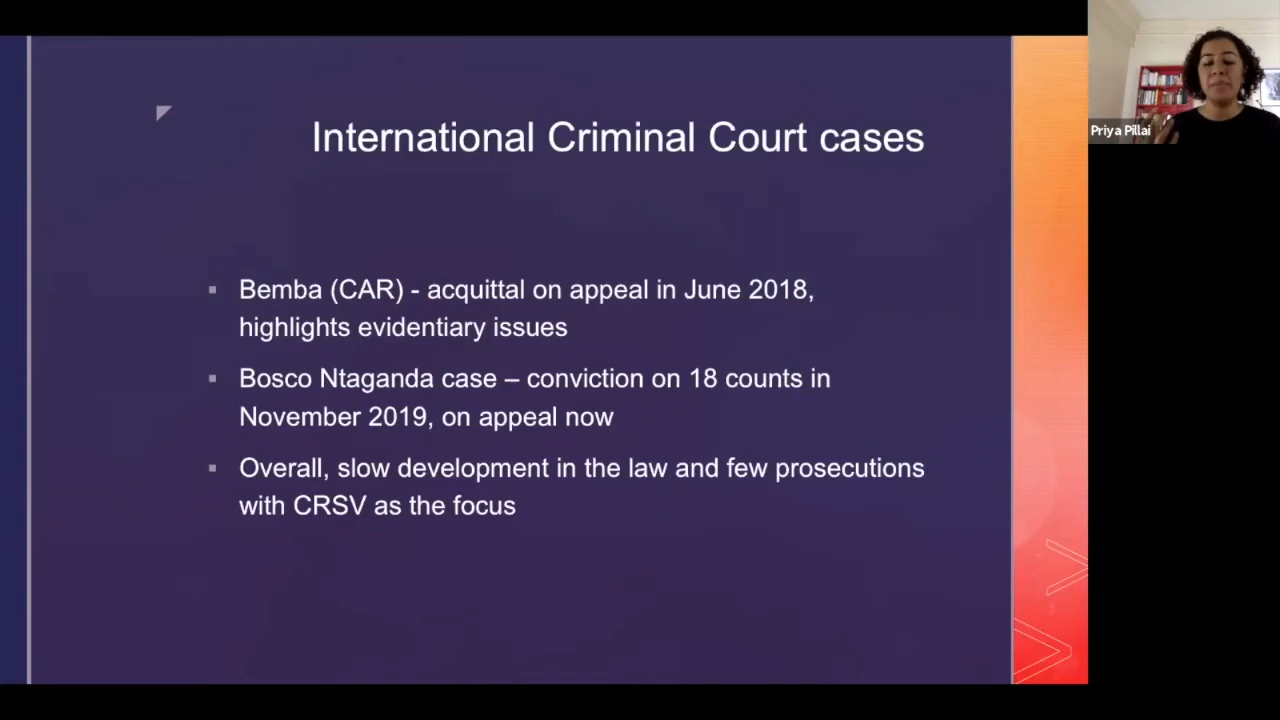 International Criminal Court cases
Bemba (CAR) - acquittal on appeal in June 2018,
highlights evidentiary issues
Bosco Ntaganda case – conviction on 18 counts in
November 2019, on appeal now
Overall, slow development in the law and few prosecutions
with CRSV as the focus
Priya Pillai